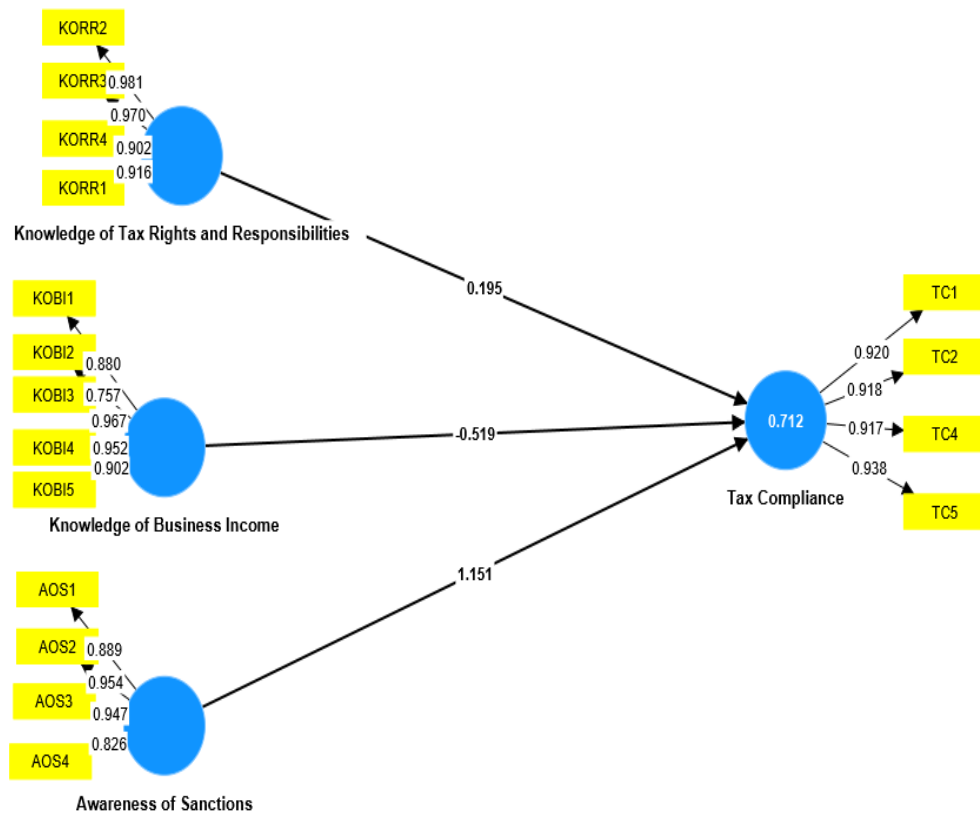 KORR2
KORR3
KORR4
KORR1
0.981
0.970
0.902
0.916
Knowledge of Tax Rights and Responsibilities
0.195
KOBI1
KOBI2
KOBI3
KOBI4
KOBI5
0.880
0.757
0.967
0.952
0.902
Knowledge of Business Income
-0.519
AOS1
AOS2
AOS3
AOS4
0.889
0.954
0.947
0.826
Awareness of Sanctions
1.151
0.712
Tax Compliance
0.920
0.918
0.917
0.938
TC1
TC2
TC4
TC5